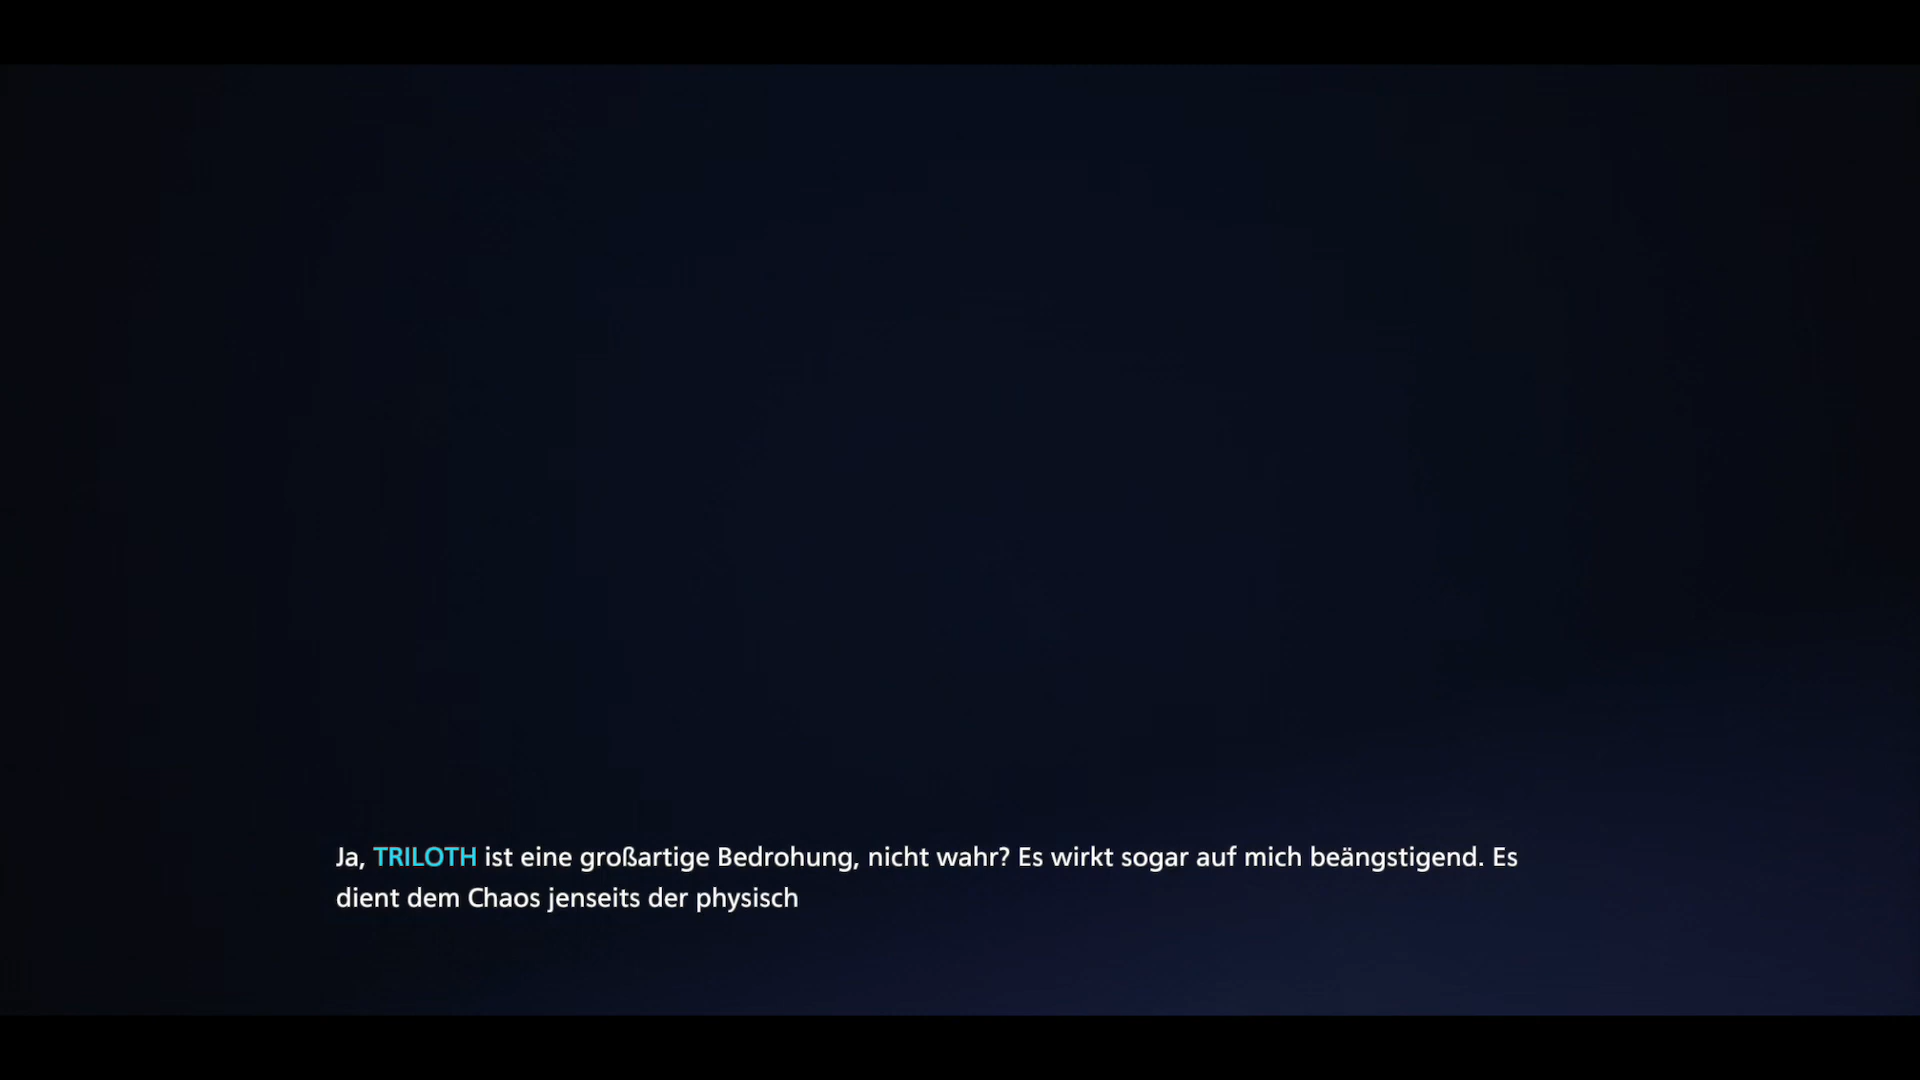 Ja, TRILOTH ist eine großartige Bedrohung, nicht wahr? Es wirkt sogar auf mich beängstigend. Es
dient dem Chaos jenseits der physisch